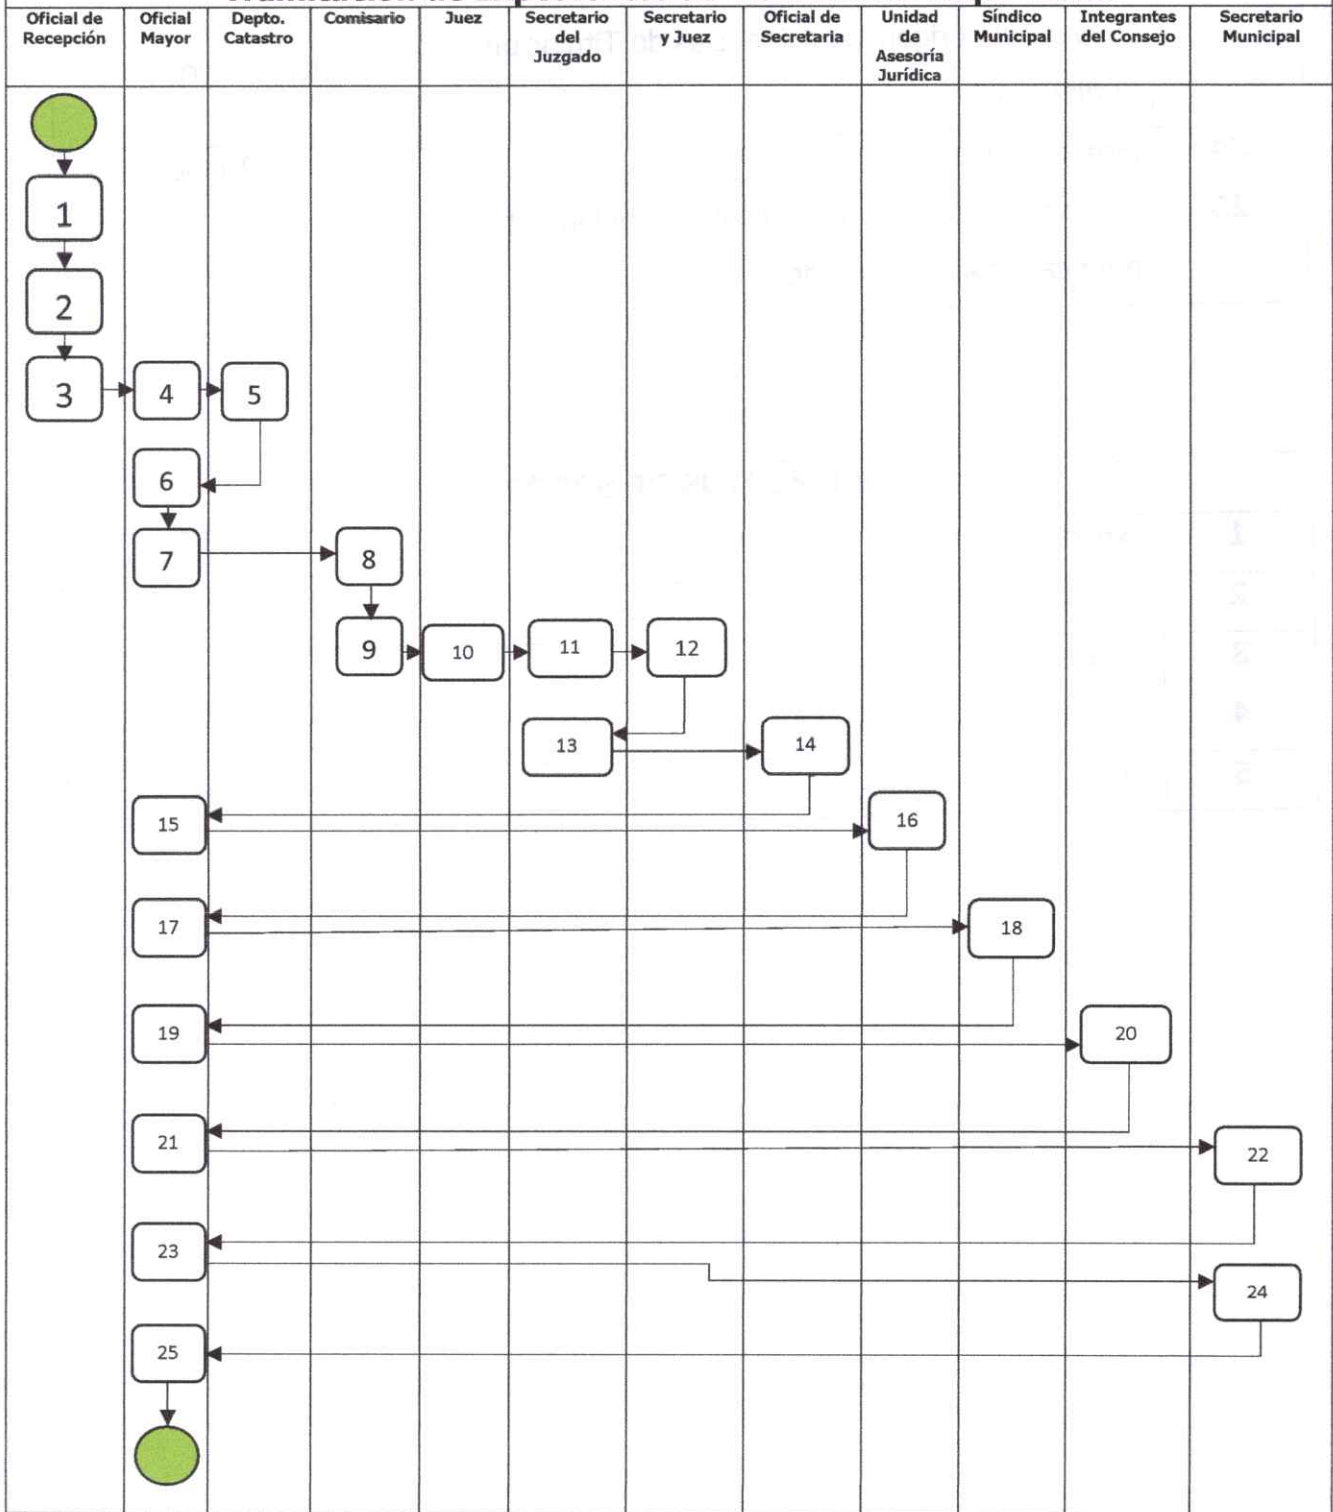 Oficial de
Recepción
Oficial
Mayor
Depto.
Catastro
Comisario
Juez
Secretario
del
Juzgado
Secretario
y Juez
Oficial de
Secretaria
Unidad
de
Asesoría
Jurídica
Síndico
Municipal
Integrantes
del Consejo
Secretario
Municipal
1
2
3
4
5
6
7
8
9
10
11
12
13
14
15
16
17
18
19
20
21
22
23
24
25